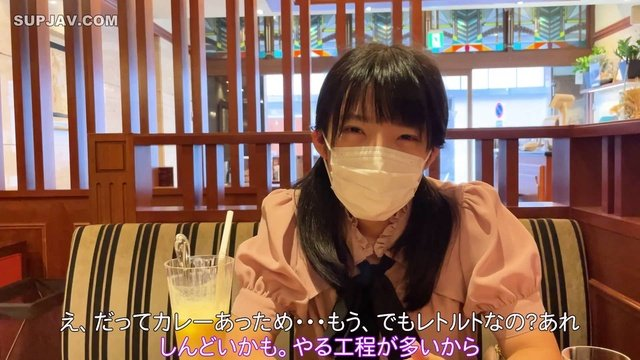 SUPJAV.COM
え、だってカレーあっため・・・もう、でもレトルトなの?あれ
しんどいかも。やる工程が多いから